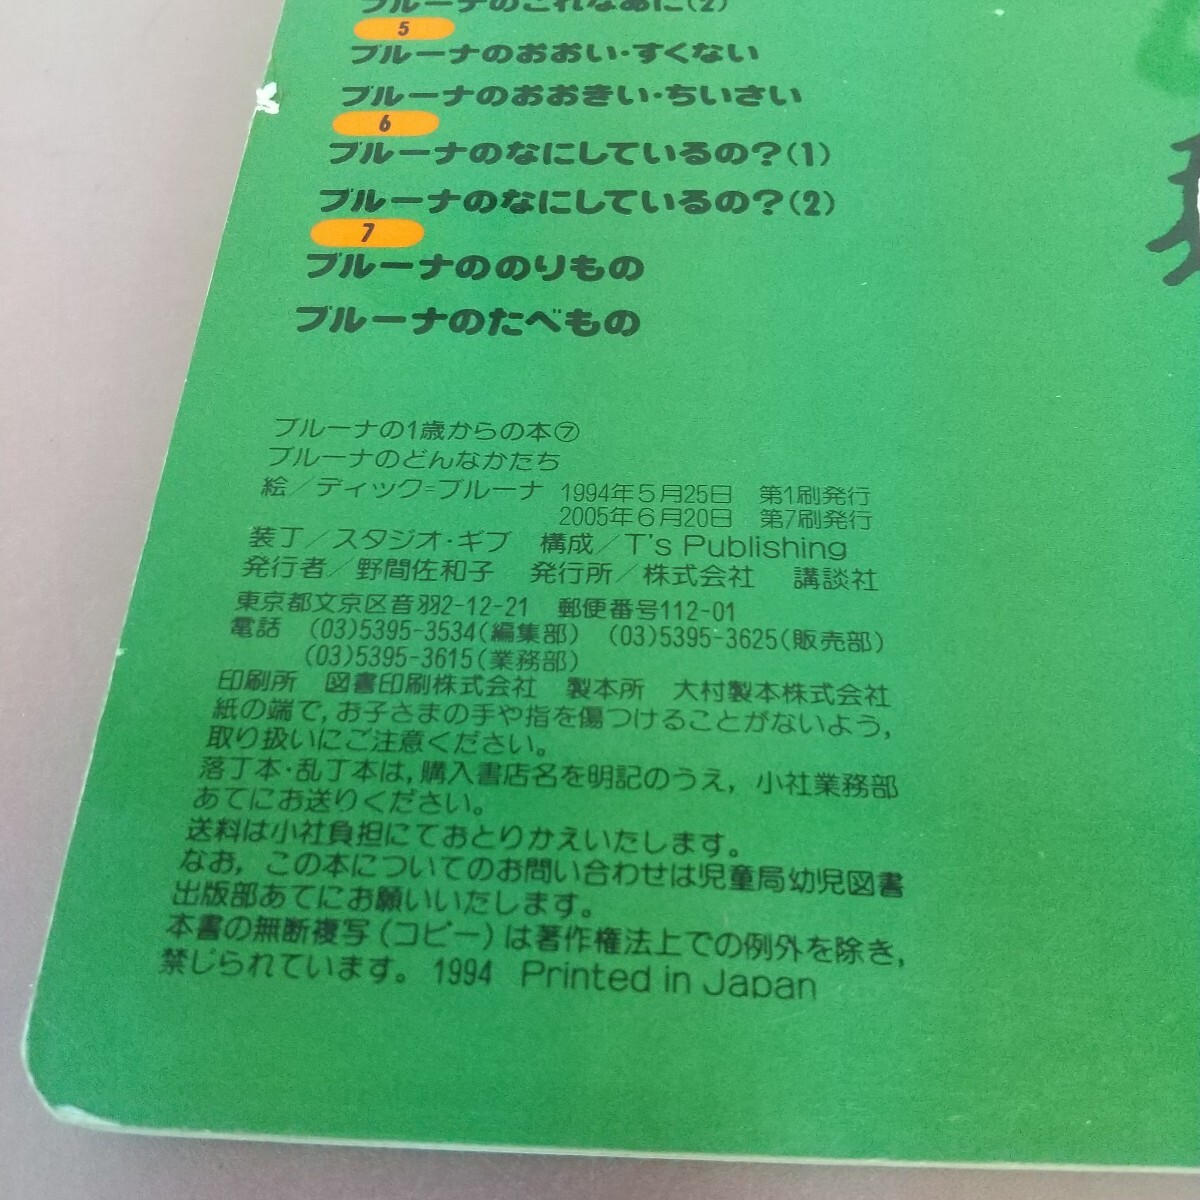 ブルーナのこれなあに(2)
5
ブルーナのおおい・すくない
ブルーナのおおきい・ちいさい
6
ブルーナのなにしているの?(1)
ブルーナのなにしているの?(2)
7
ブルーナののりもの
ブルーナのたべもの
ブルーナの1歳からの本⑦
ブルーナのどんなかたち
絵/ディック=ブルーナ 1994年5月25日 第1刷発行
2005年6月20日 第7刷発行
装丁/スタジオ・ギブ 構成/T's Publishing
発行者/野間佐和子 発行所/株式会社 講談社
東京都文京区音羽2-12-21 郵便番号112-01
電話 (03)5395-3534(編集部) (03)5395-3625(販売部)
(03)5395-3615(業務部)
印刷所 図書印刷株式会社 製本所 大村製本株式会社
紙の端で,お子さまの手や指を傷つけることがないよう,
取り扱いにご注意ください。
落丁本・乱丁本は,購入書店名を明記のうえ,小社業務部
あてにお送りください。
送料は小社負担にておとりかえいたします。
なお,この本についてのお問い合わせは児童局幼児図書
出版部あてにお願いいたします。
本書の無断複写(コピー)は著作権法上での例外を除き,
禁じられています。1994 Printed in Japan